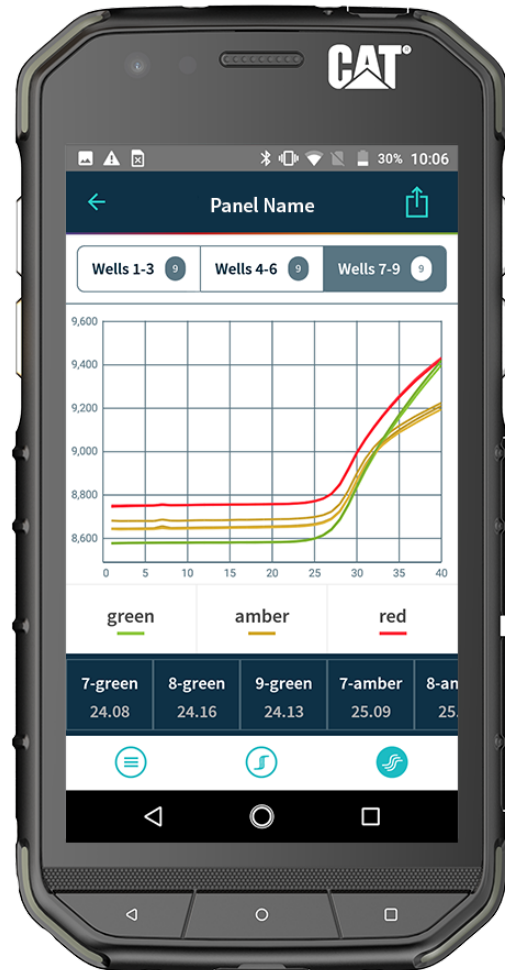 CAT®
30% 10:06
Panel Name
Wells 1-3 9 Wells 4-6 9 Wells 7-9 9
9,600
9,400
9,200
9,000
8,800
8,600
0 5 10 15 20 25 30 35 40
green amber red
7-green 8-green 9-green 7-amber 8-am
24.08 24.16 24.13 25.09 25.